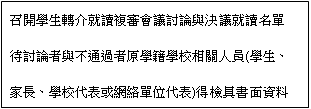 召開學生轉介就讀複審會議討論與決議就讀名單
待討論者與不通過者原學籍學校相關人員(學生、
家長、學校代表或網絡單位代表)得檢具書面資料